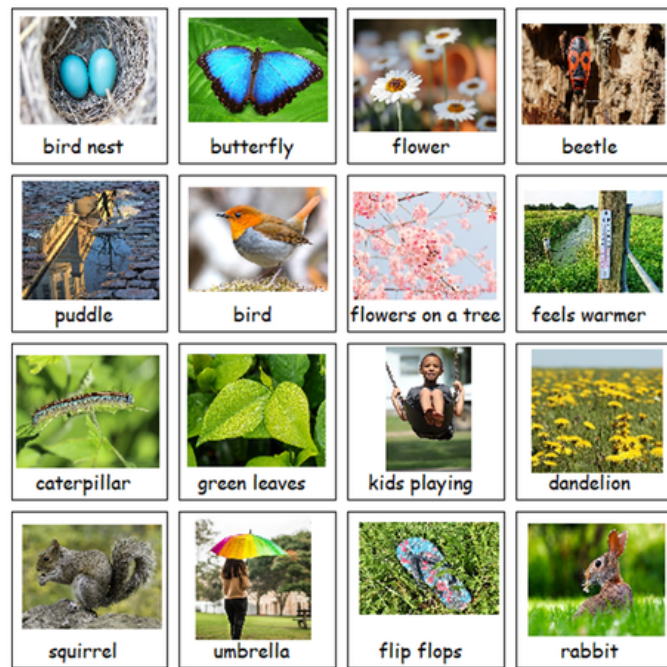 bird nest
butterfly
flower
beetle
puddle
bird
flowers on a tree
feels warmer
caterpillar
green leaves
kids playing
dandelion
squirrel
umbrella
flip flops
rabbit